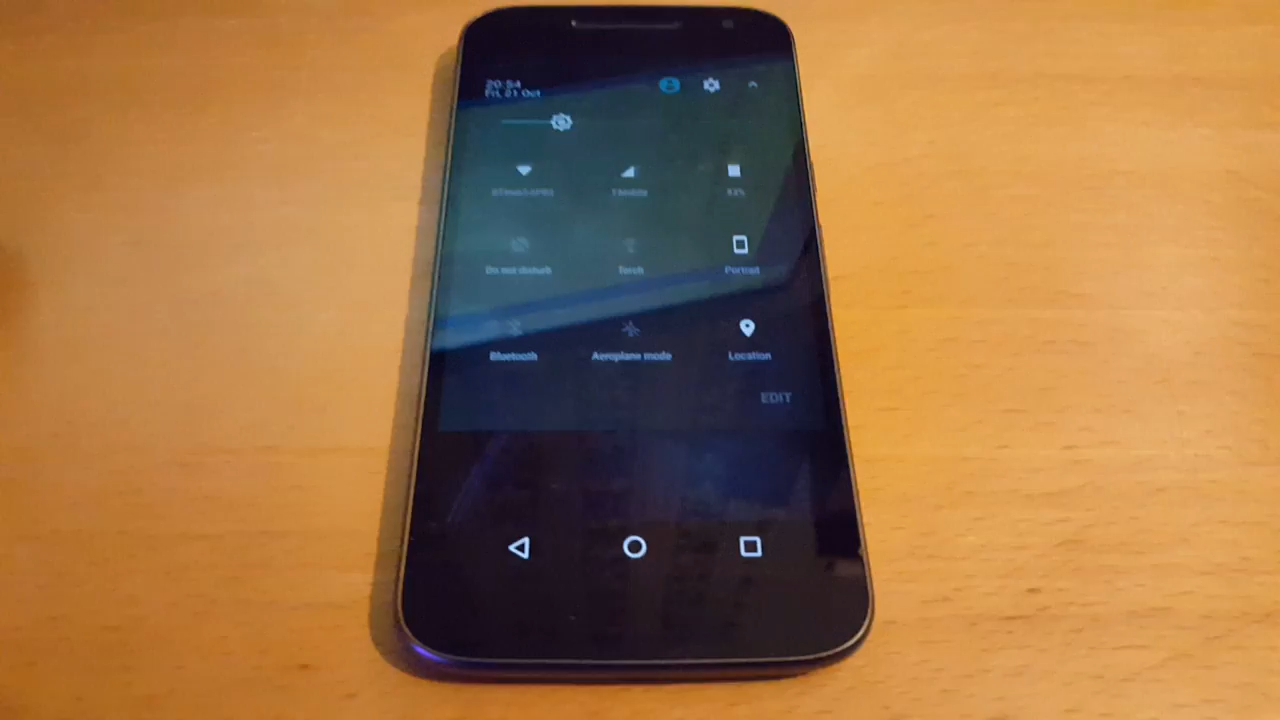 20:54
Fri, 21 Oct
Do not disturb
Torch
Portrait
Bluetooth
Aeroplane mode
Location
EDIT